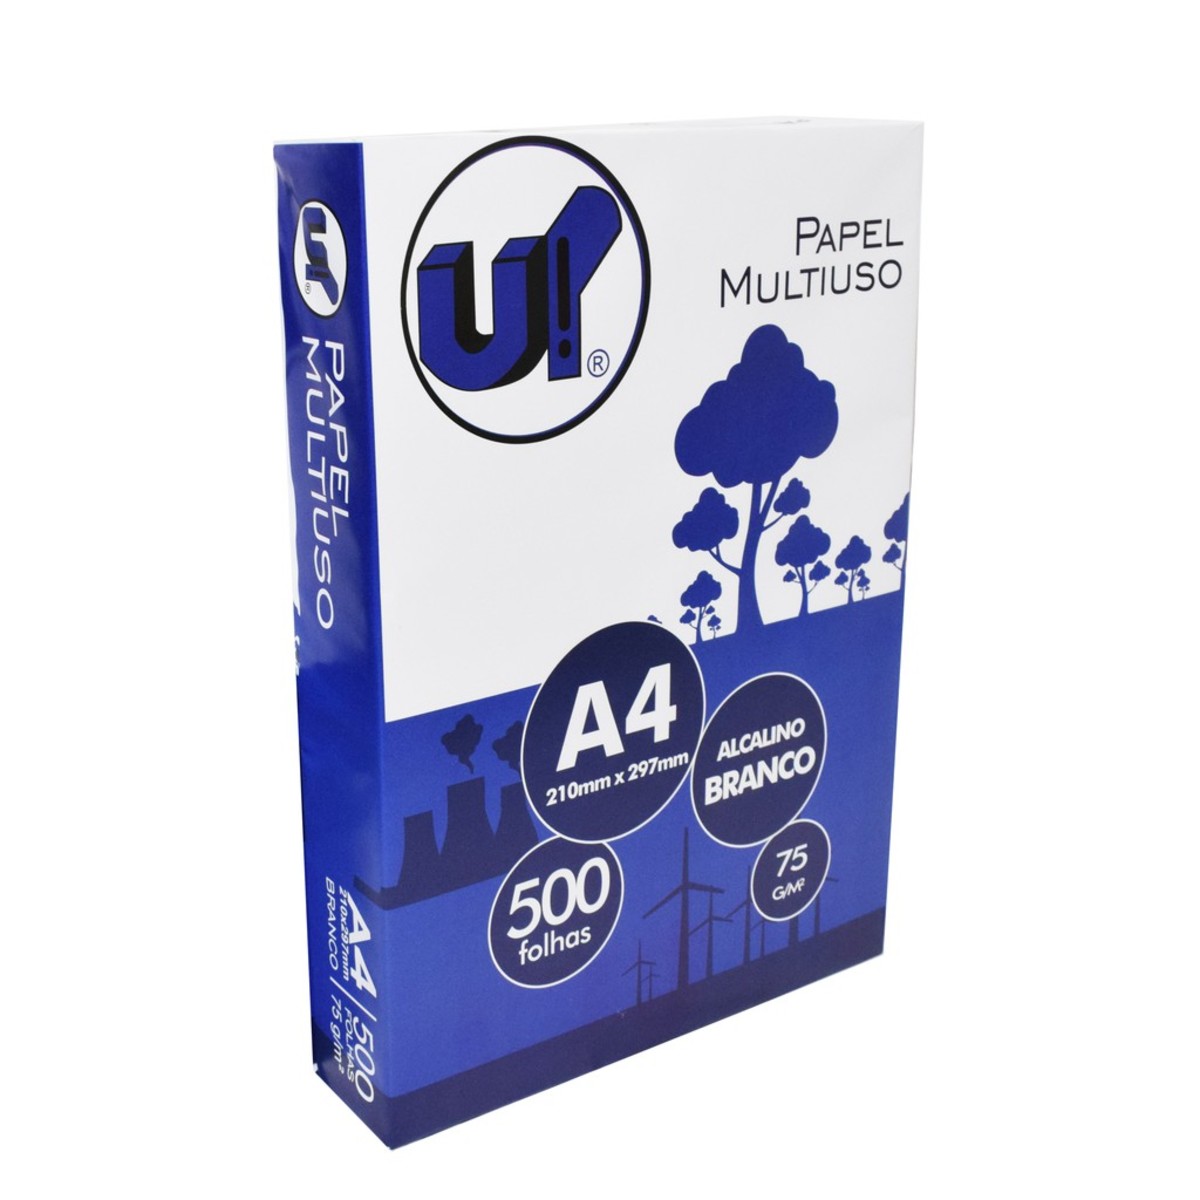 U!
®
PAPEL
MULTIUSO
A4
210mm x 297mm
ALCALINO
BRANCO
75
G/M²
500
folhas
U!
®
PAPEL
MULTIUSO
A4
210x297mm
BRANCO
500
FOLHAS
75 g/m²